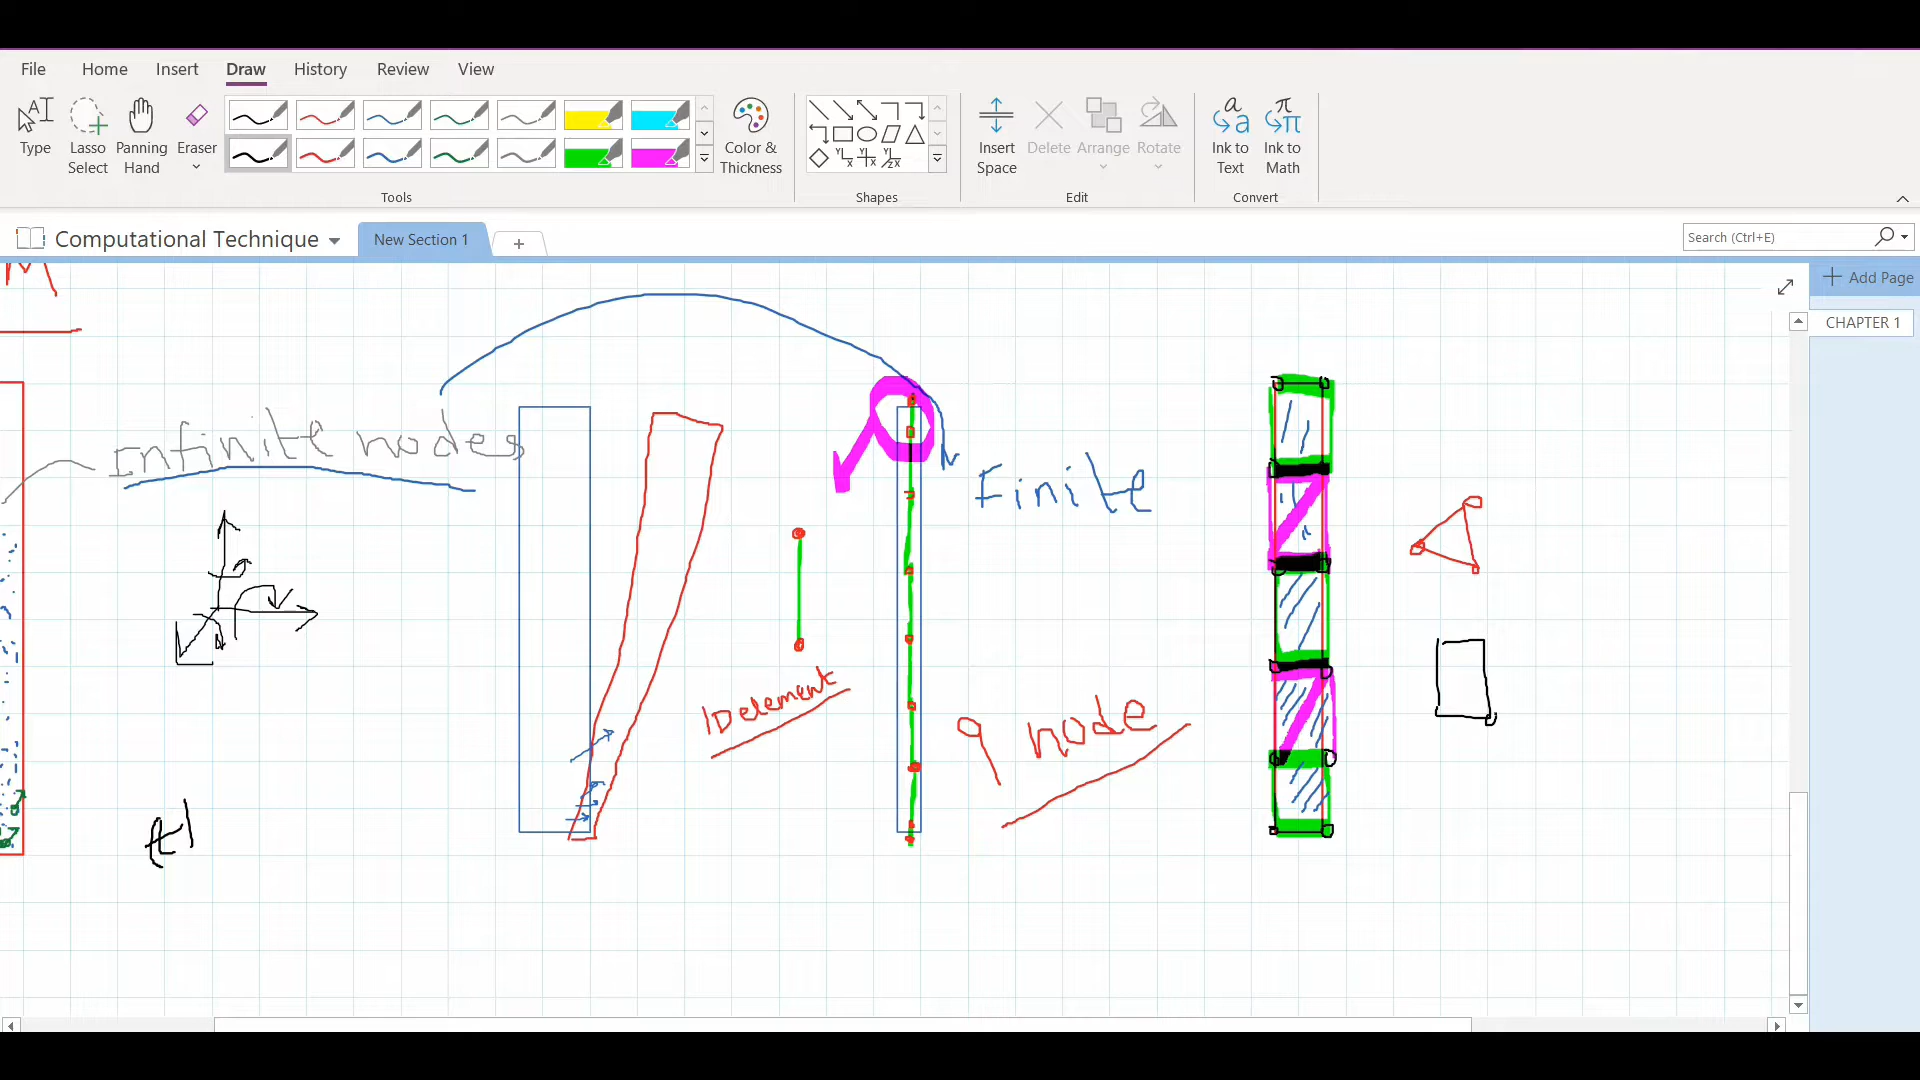 File Home Insert Draw History Review View
Type
Lasso Select
Panning Hand
Eraser
Color & Thickness
Insert Space
Delete
Arrange
Rotate
Ink to Text
Ink to Math
Tools
Shapes
Edit
Convert
Computational Technique
New Section 1
Search (Ctrl+E)
Add Page
CHAPTER 1
M
Infinite nodes
Finite
1D element
9 node